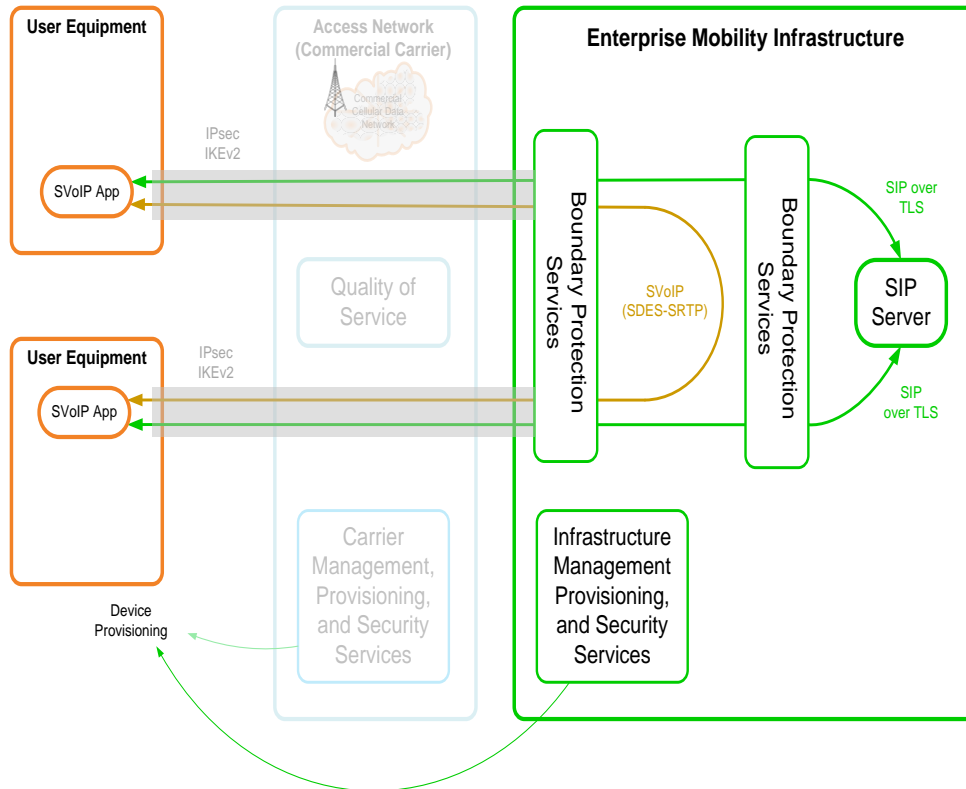 User Equipment
Access Network
(Commercial Carrier)
Commercial
Cellular Data
Network
Enterprise Mobility Infrastructure
IPsec
IKEv2
SVoIP App
Boundary Protection
Services
Boundary Protection
Services
SIP over
TLS
SVoIP
(SDES-SRTP)
SIP
Server
Quality of
Service
User Equipment
IPsec
IKEv2
SVoIP App
SIP
over TLS
Carrier
Management,
Provisioning,
and Security
Services
Infrastructure
Management
Provisioning,
and Security
Services
Device
Provisioning